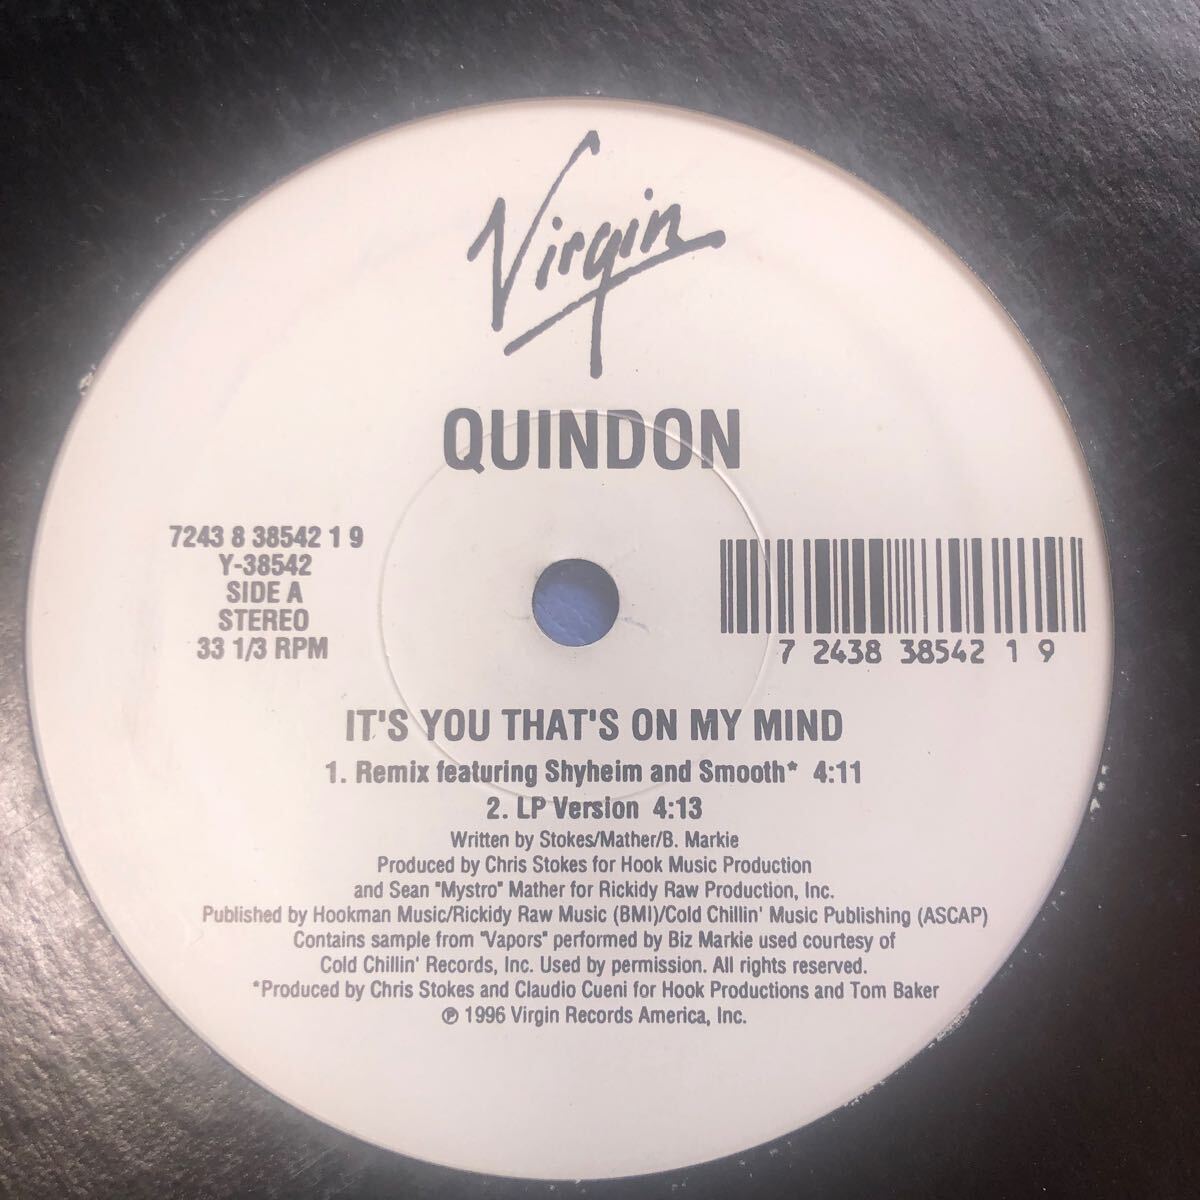 Virgin
QUINDON
7243 8 38542 1 9
Y-38542
SIDE A
STEREO
33 1/3 RPM
7 2438 38542 1 9
IT'S YOU THAT'S ON MY MIND
1. Remix featuring Shyheim and Smooth* 4:11
2. LP Version 4:13
Written by Stokes/Mather/B. Markie
Produced by Chris Stokes for Hook Music Production
and Sean "Mystro" Mather for Rickidy Raw Production, Inc.
Published by Hookman Music/Rickidy Raw Music (BMI)/Cold Chillin' Music Publishing (ASCAP)
Contains sample from "Vapors" performed by Biz Markie used courtesy of
Cold Chillin' Records, Inc. Used by permission. All rights reserved.
*Produced by Chris Stokes and Claudio Cueni for Hook Productions and Tom Baker
℗ 1996 Virgin Records America, Inc.